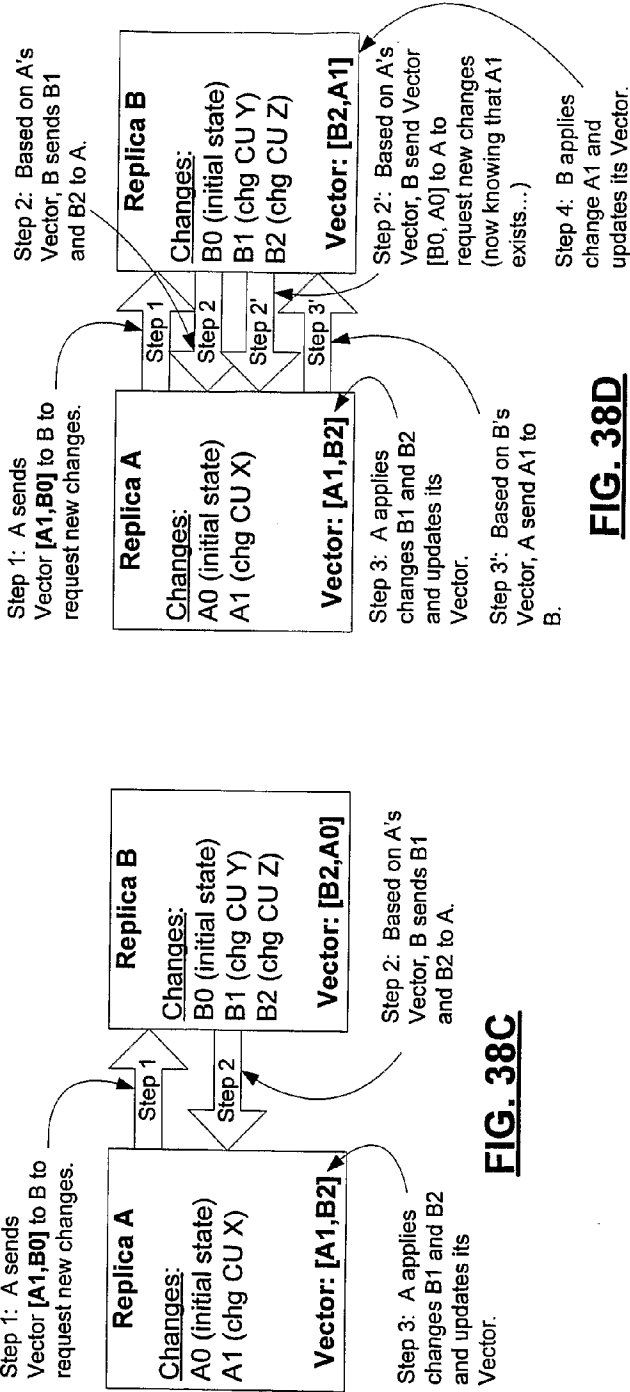 Step 1: A sends
Vector [A1,B0] to B to
request new changes.
Replica A
Changes:
A0 (initial state)
A1 (chg CU X)
Vector: [A1,B2]
Step 1
Step 2
Replica B
Changes:
B0 (initial state)
B1 (chg CU Y)
B2 (chg CU Z)
Vector: [B2,A0]
Step 3: A applies
changes B1 and B2
and updates its
Vector.
Step 2: Based on A's
Vector, B sends B1
and B2 to A.
FIG. 38C
Step 1: A sends
Vector [A1,B0] to B to
request new changes.
Step 2: Based on A's
Vector, B sends B1
and B2 to A.
Replica A
Changes:
A0 (initial state)
A1 (chg CU X)
Vector: [A1,B2]
Step 1
Step 2
Step 2'
Step 3'
Replica B
Changes:
B0 (initial state)
B1 (chg CU Y)
B2 (chg CU Z)
Vector: [B2,A1]
Step 3: A applies
changes B1 and B2
and updates its
Vector.
Step 3': Based on B's
Vector, A send A1 to
B.
Step 2': Based on A's
Vector, B send Vector
[B0, A0] to A to
request new changes
(now knowing that A1
exists...)
Step 4: B applies
change A1 and
updates its Vector.
FIG. 38D